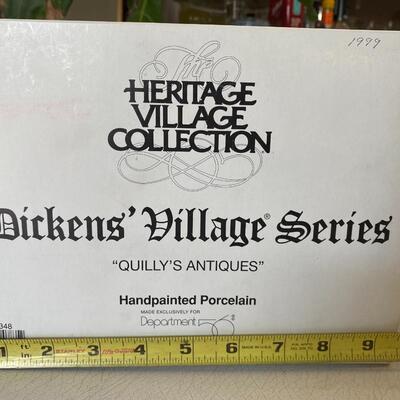 1999
The
HERITAGE
VILLAGE
COLLECTION
Dickens' Village® Series
"QUILLY'S ANTIQUES"
Handpainted Porcelain
MADE EXCLUSIVELY FOR
Department 56®
348
1 ft 2 3 4 5 6 7 8 9